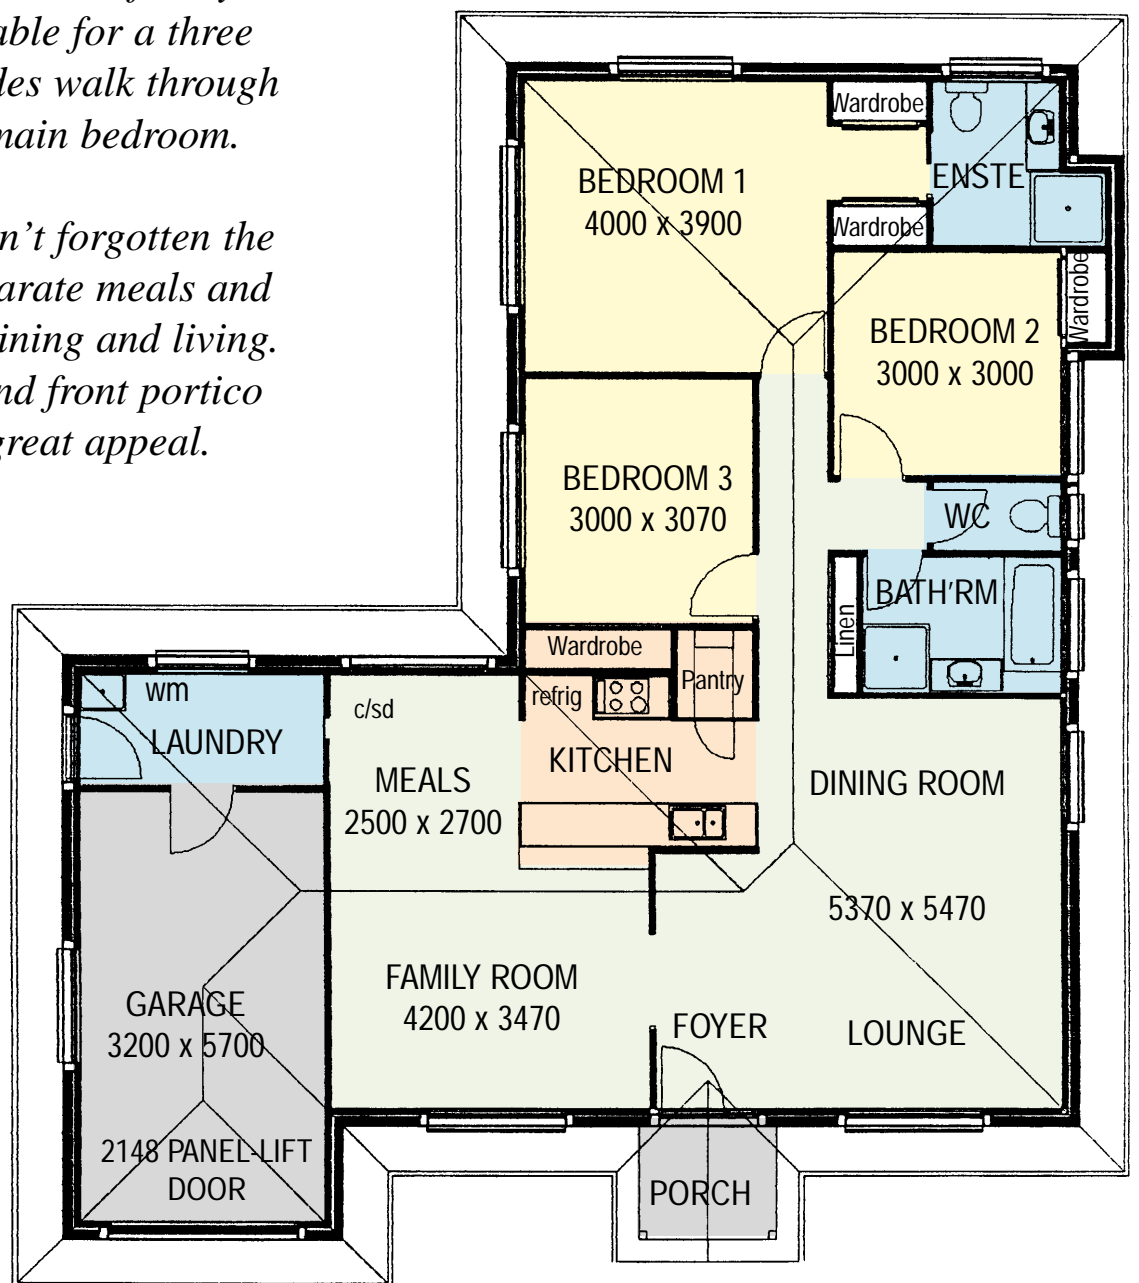 able for a three
des walk through
main bedroom.
n't forgotten the
arate meals and
ining and living.
nd front portico
great appeal.
Wardrobe
ENSTE
BEDROOM 1
4000 x 3900
Wardrobe
Wardrobe
BEDROOM 2
3000 x 3000
BEDROOM 3
3000 x 3070
WC
BATH'RM
Linen
Wardrobe
Pantry
refrig
wm
c/sd
LAUNDRY
KITCHEN
MEALS
2500 x 2700
DINING ROOM
5370 x 5470
FAMILY ROOM
4200 x 3470
GARAGE
3200 x 5700
FOYER
LOUNGE
2148 PANEL-LIFT
DOOR
PORCH